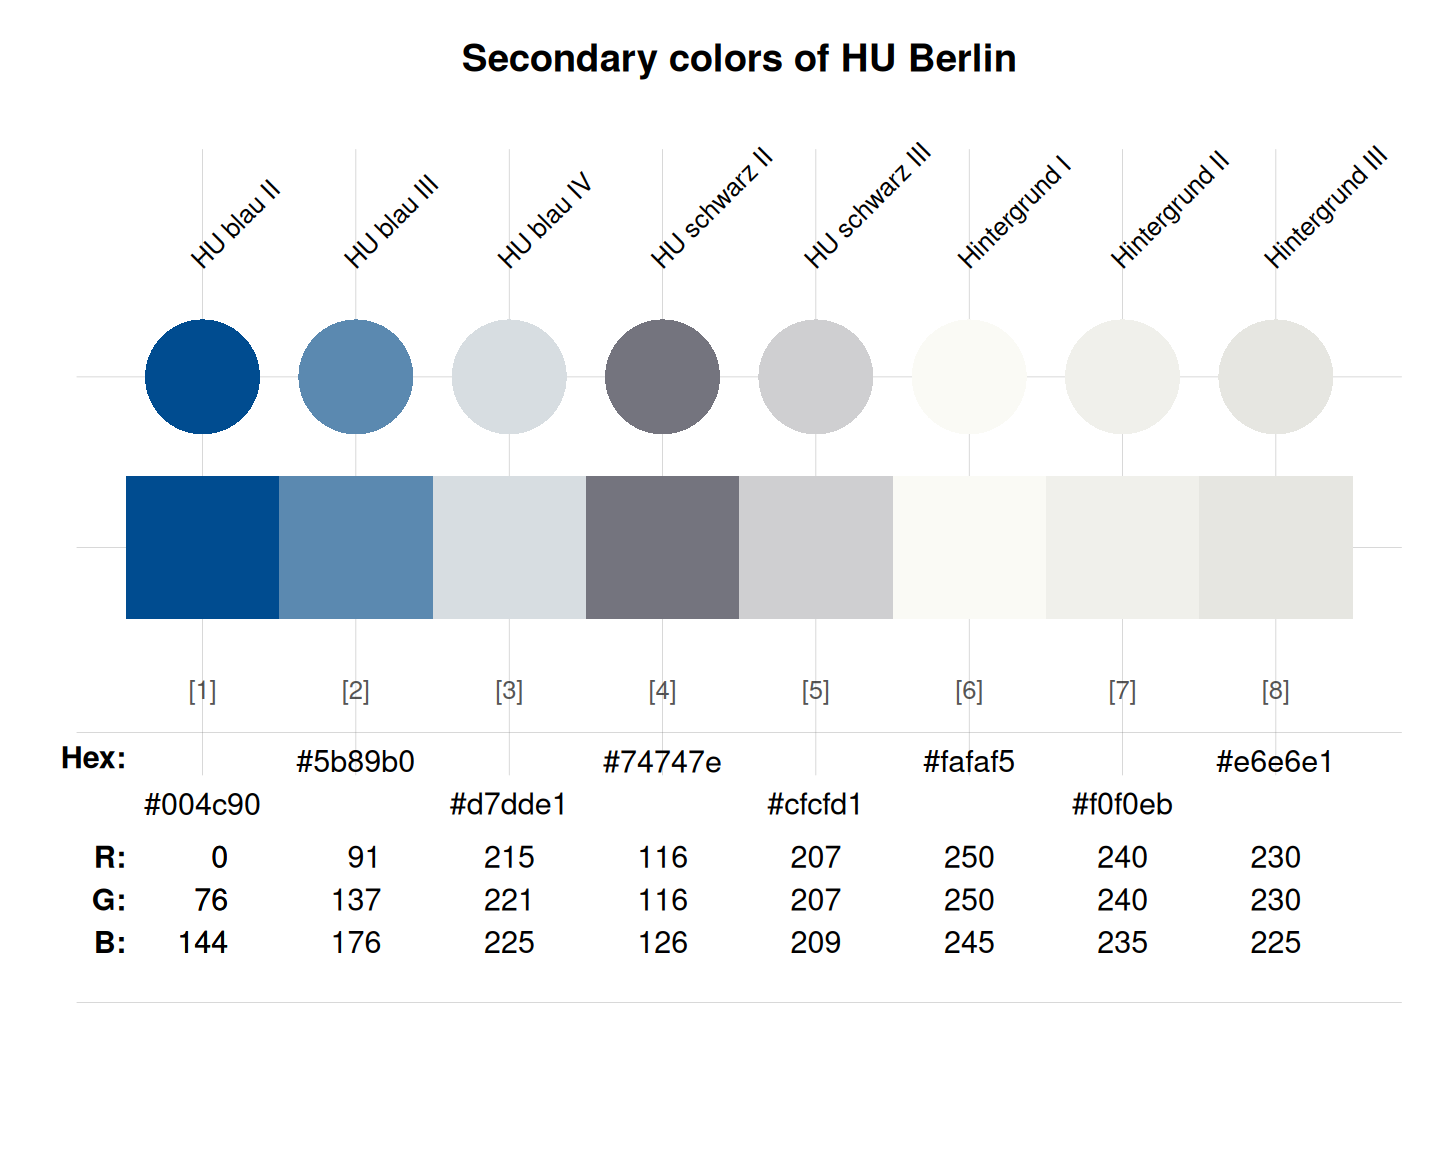 Secondary colors of HU Berlin
HU blau II
HU blau III
HU blau IV
HU schwarz II
HU schwarz III
Hintergrund I
Hintergrund II
Hintergrund III
[1] [2] [3] [4] [5] [6] [7] [8]
Hex: #5b89b0 #74747e #fafaf5 #e6e6e1
#004c90 #d7dde1 #cfcfd1 #f0f0eb
R: 0 91 215 116 207 250 240 230
G: 76 137 221 116 207 250 240 230
B: 144 176 225 126 209 245 235 225